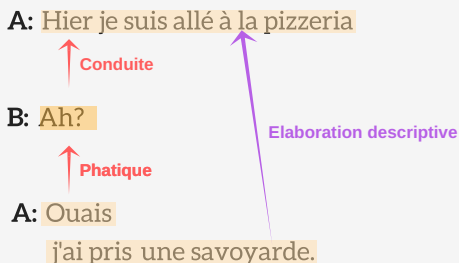 A: Hier je suis allé à la pizzeria
Conduite
B: Ah?
Elaboration descriptive
Phatique
A: Ouais
j'ai pris une savoyarde.